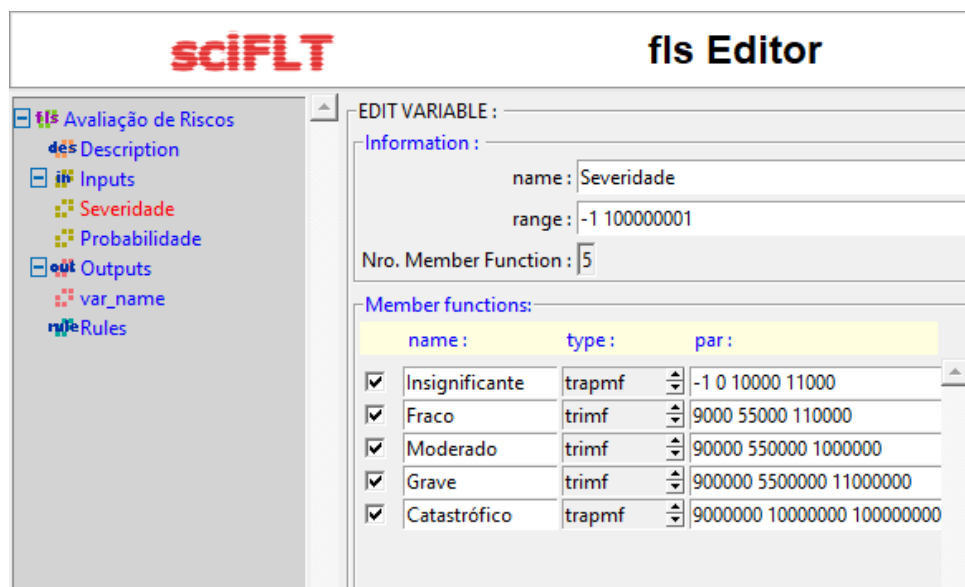 sciFLT fls Editor
fls Avaliação de Riscos
des Description
in Inputs
Severidade
Probabilidade
out Outputs
var_name
rule Rules
EDIT VARIABLE :
Information :
name : Severidade
range : -1 100000001
Nro. Member Function : 5
Member functions:
name : type : par :
Insignificante trapmf -1 0 10000 11000
Fraco trimf 9000 55000 110000
Moderado trimf 90000 550000 1000000
Grave trimf 900000 5500000 11000000
Catastrófico trapmf 9000000 10000000 100000000